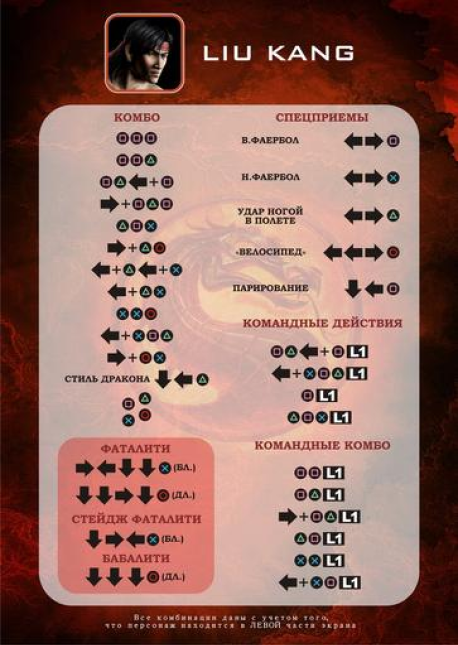 LIU KANG
КОМБО
СТИЛЬ ДРАКОНА
СПЕЦПРИЕМЫ
В.ФАЕРБОЛ
Н.ФАЕРБОЛ
УДАР НОГОЙ
В ПОЛЕТЕ
«ВЕЛОСИПЕД»
ПАРИРОВАНИЕ
КОМАНДНЫЕ ДЕЙСТВИЯ
+ L1
+ L1
L1
L1
ФАТАЛИТИ
(БЛ.)
(ДЛ.)
СТЕЙДЖ ФАТАЛИТИ
(БЛ.)
БАБАЛИТИ
(ДЛ.)
КОМАНДНЫЕ КОМБО
L1
L1
+ L1
L1
L1
+ L1
Все комбинации даны с учетом того,
что персонаж находится в ЛЕВОЙ части экрана